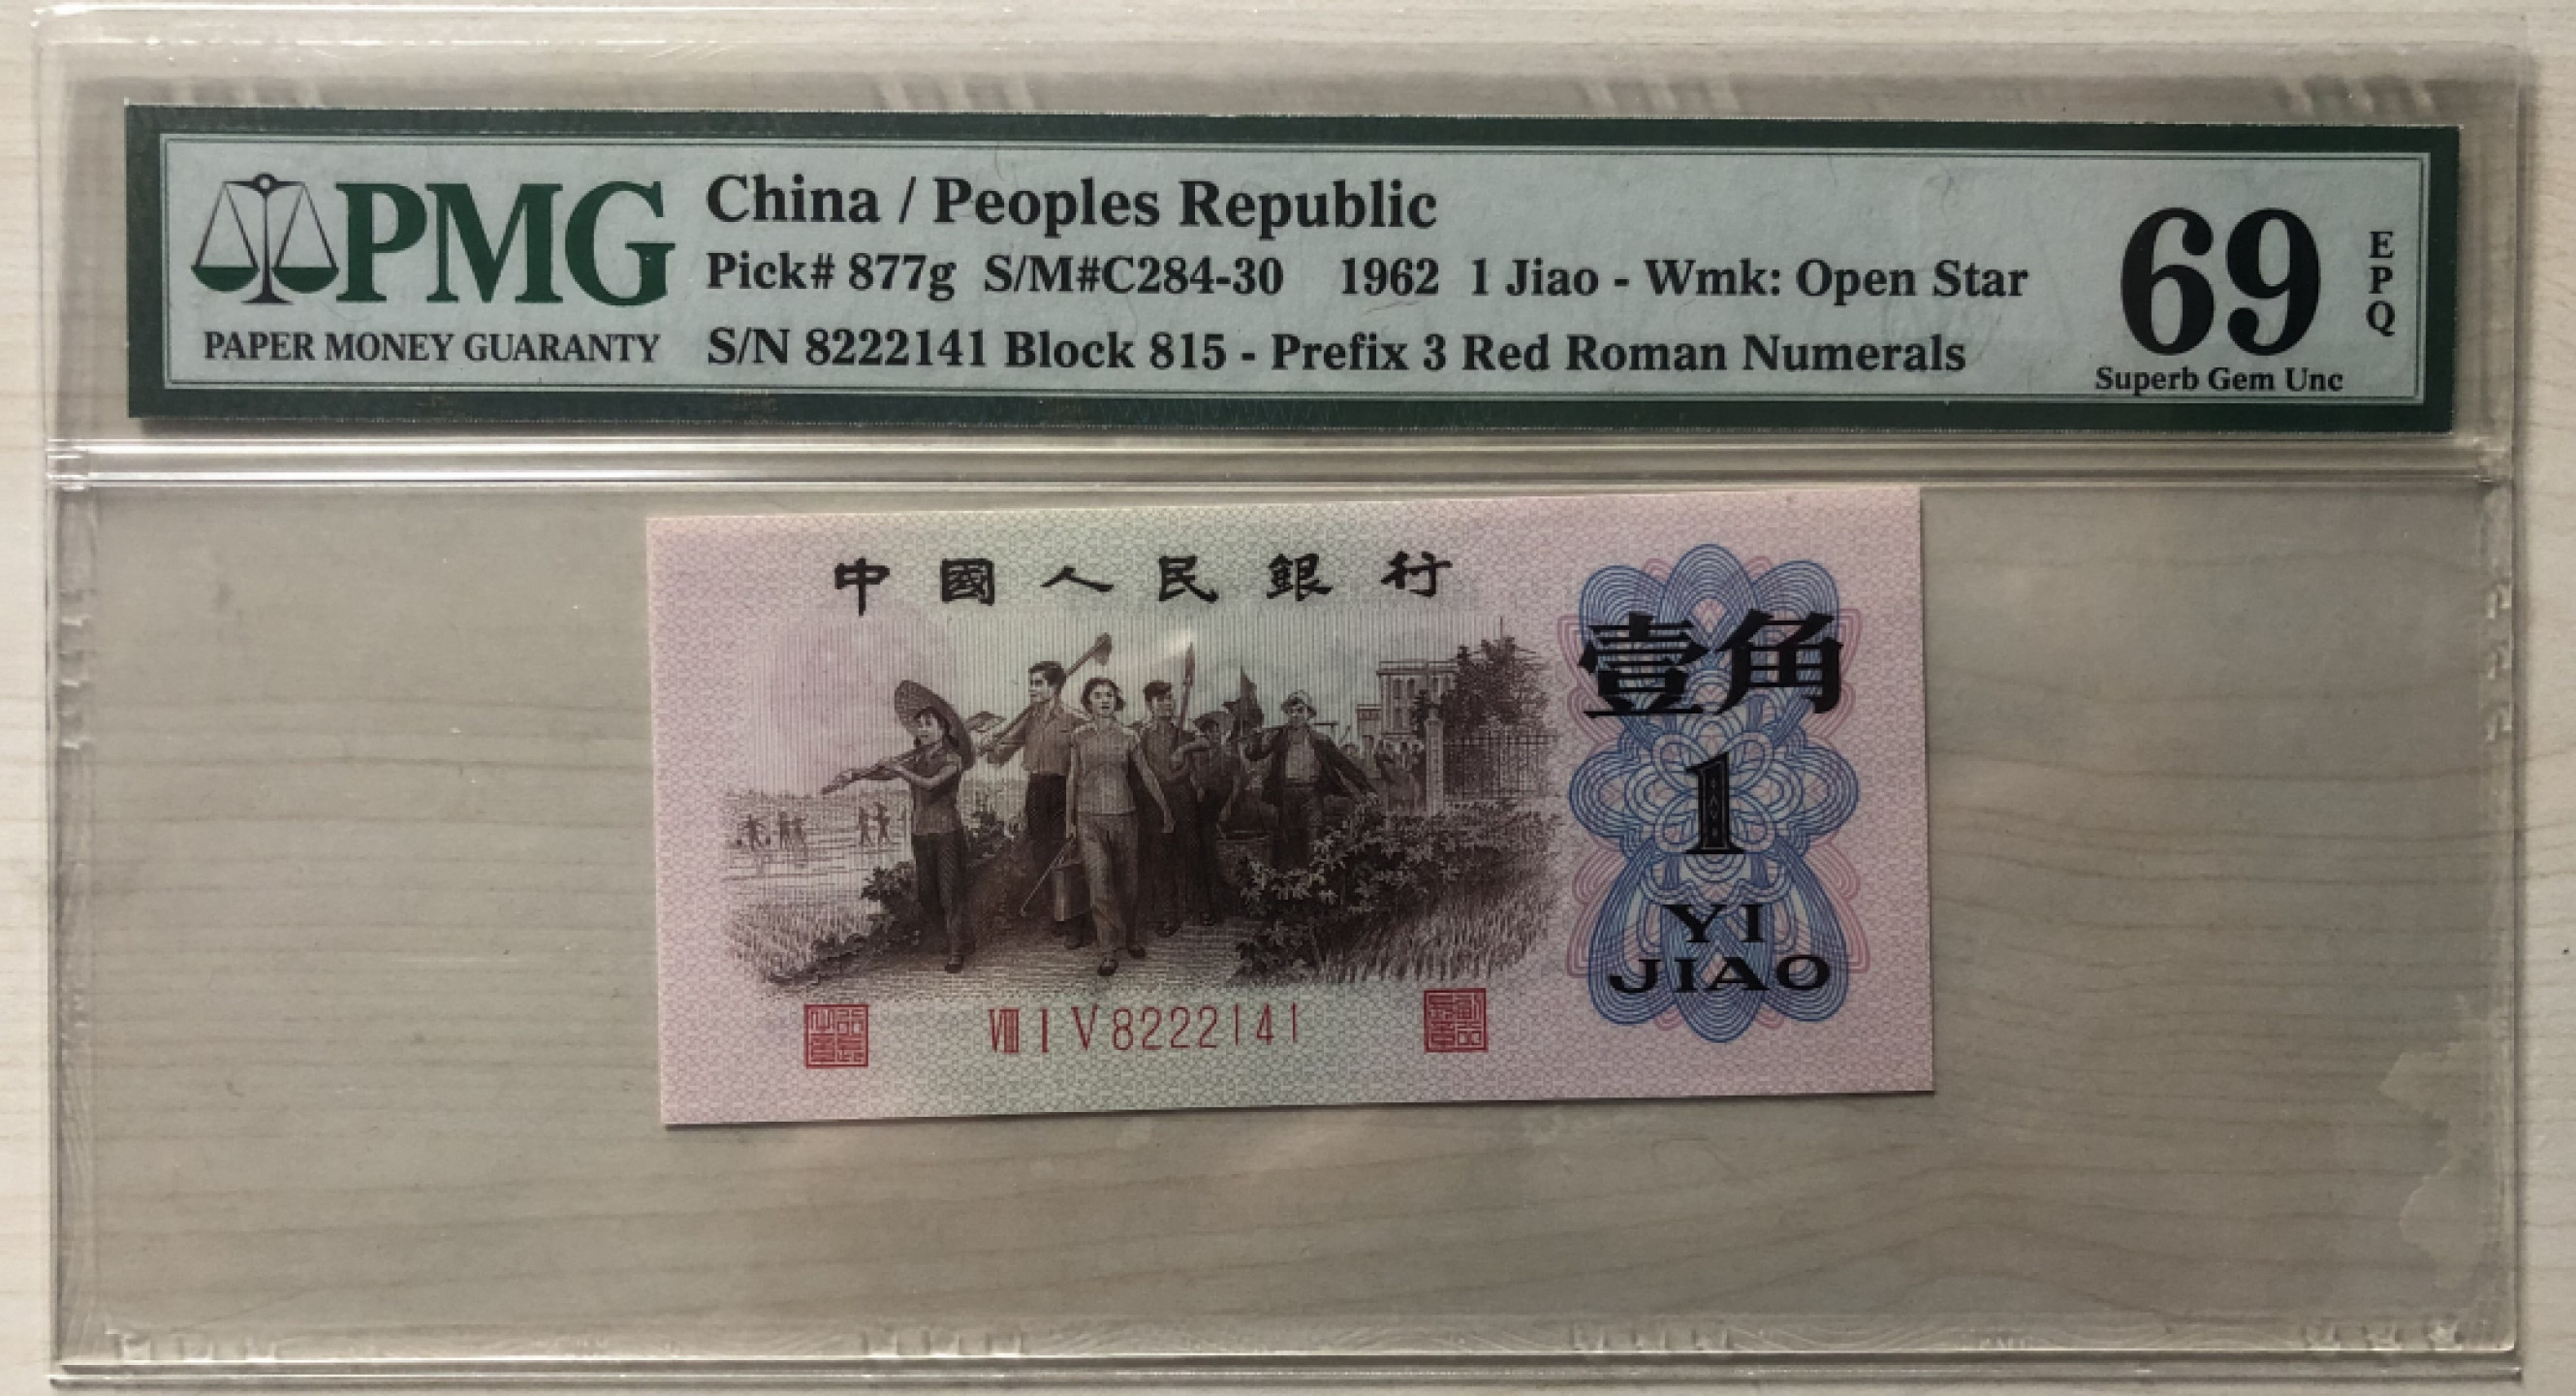 PMG
PAPER MONEY GUARANTY
China / Peoples Republic
Pick# 877g S/M#C284-30 1962 1 Jiao - Wmk: Open Star
S/N 8222141 Block 815 - Prefix 3 Red Roman Numerals
69
EPQ
Superb Gem Unc
中國人民銀行
壹角
1
YI
JIAO
VIII I V 8222141